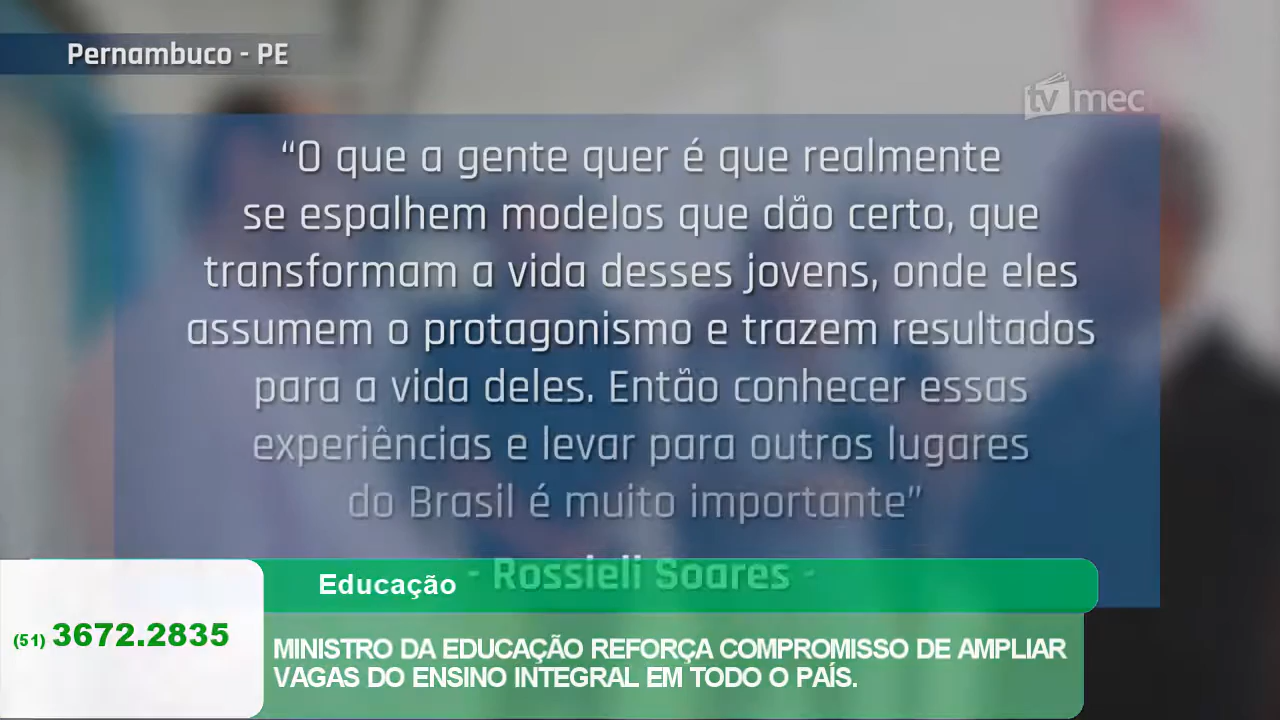 Pernambuco - PE
tv mec
“O que a gente quer é que realmente
se espalhem modelos que dão certo, que
transformam a vida desses jovens, onde eles
assumem o protagonismo e trazem resultados
para a vida deles. Então conhecer essas
experiências e levar para outros lugares
do Brasil é muito importante”
- Rossieli Soares -
Educação
(51) 3672.2835
MINISTRO DA EDUCAÇÃO REFORÇA COMPROMISSO DE AMPLIAR
VAGAS DO ENSINO INTEGRAL EM TODO O PAÍS.